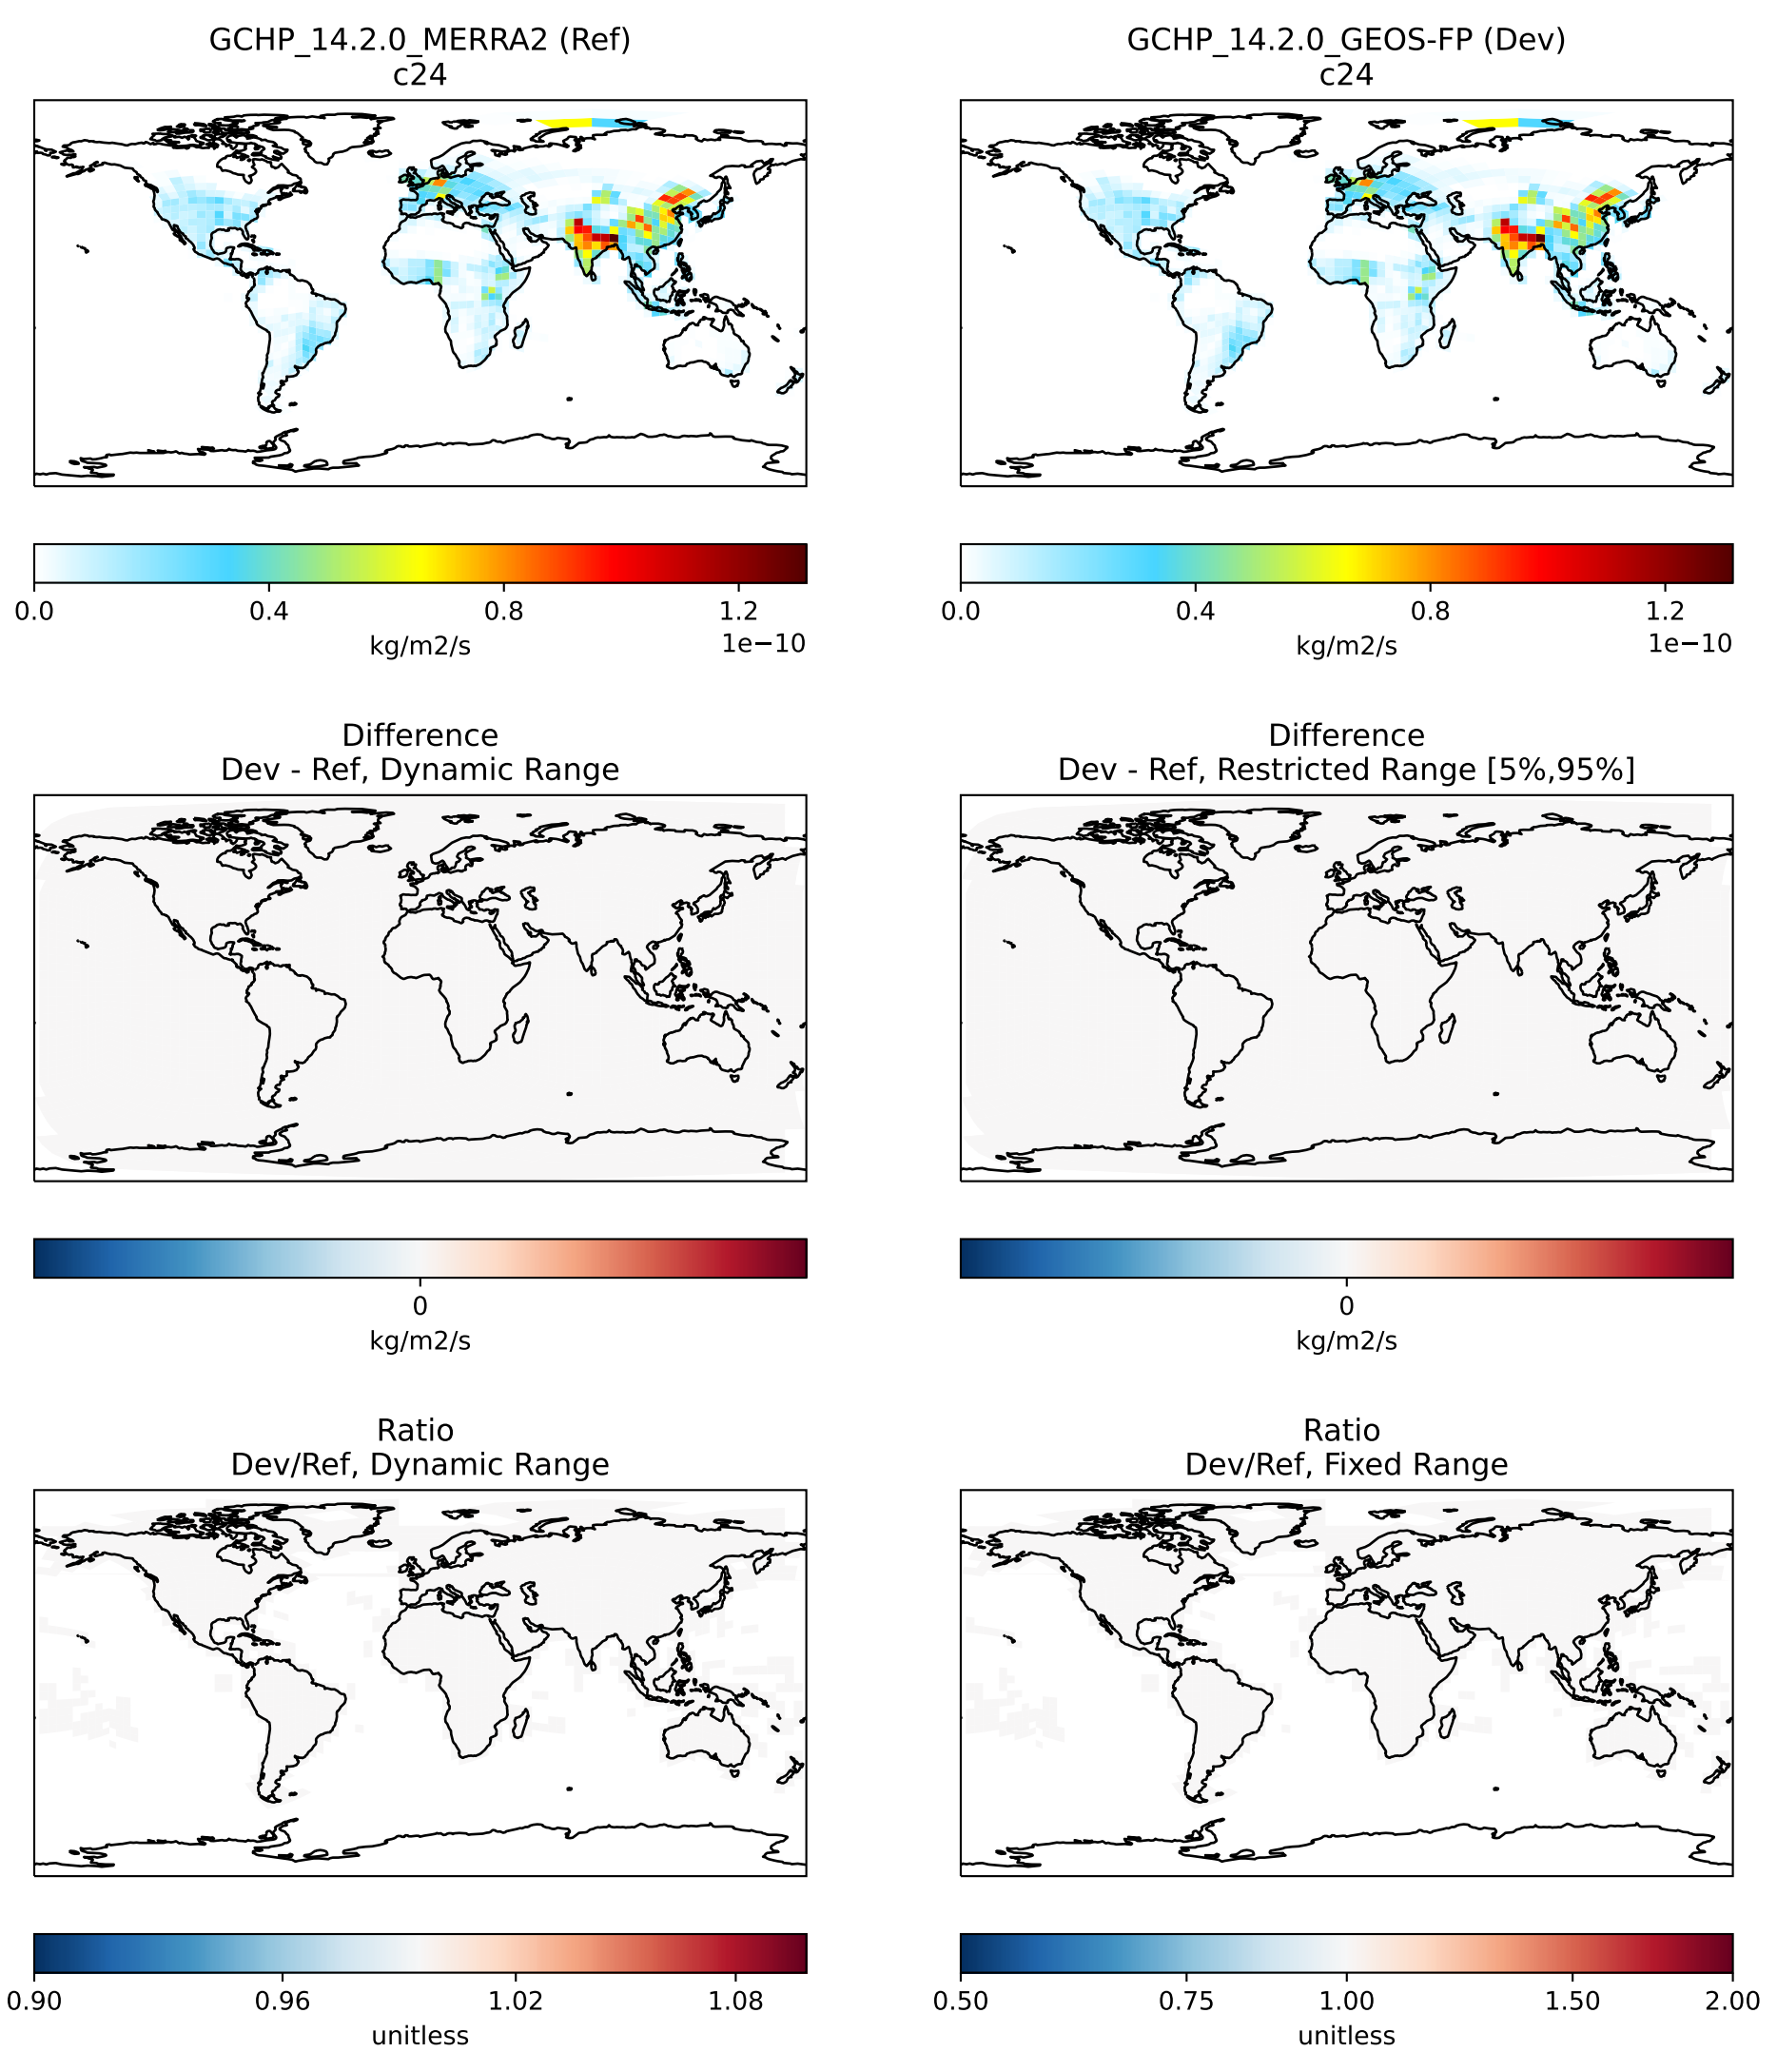 GCHP_14.2.0_MERRA2 (Ref)
c24
GCHP_14.2.0_GEOS-FP (Dev)
c24
0.0 0.4 0.8 1.2
kg/m2/s 1e−10
0.0 0.4 0.8 1.2
kg/m2/s 1e−10
Difference
Dev - Ref, Dynamic Range
Difference
Dev - Ref, Restricted Range [5%,95%]
0
kg/m2/s
0
kg/m2/s
Ratio
Dev/Ref, Dynamic Range
Ratio
Dev/Ref, Fixed Range
0.90 0.96 1.02 1.08
unitless
0.50 0.75 1.00 1.50 2.00
unitless